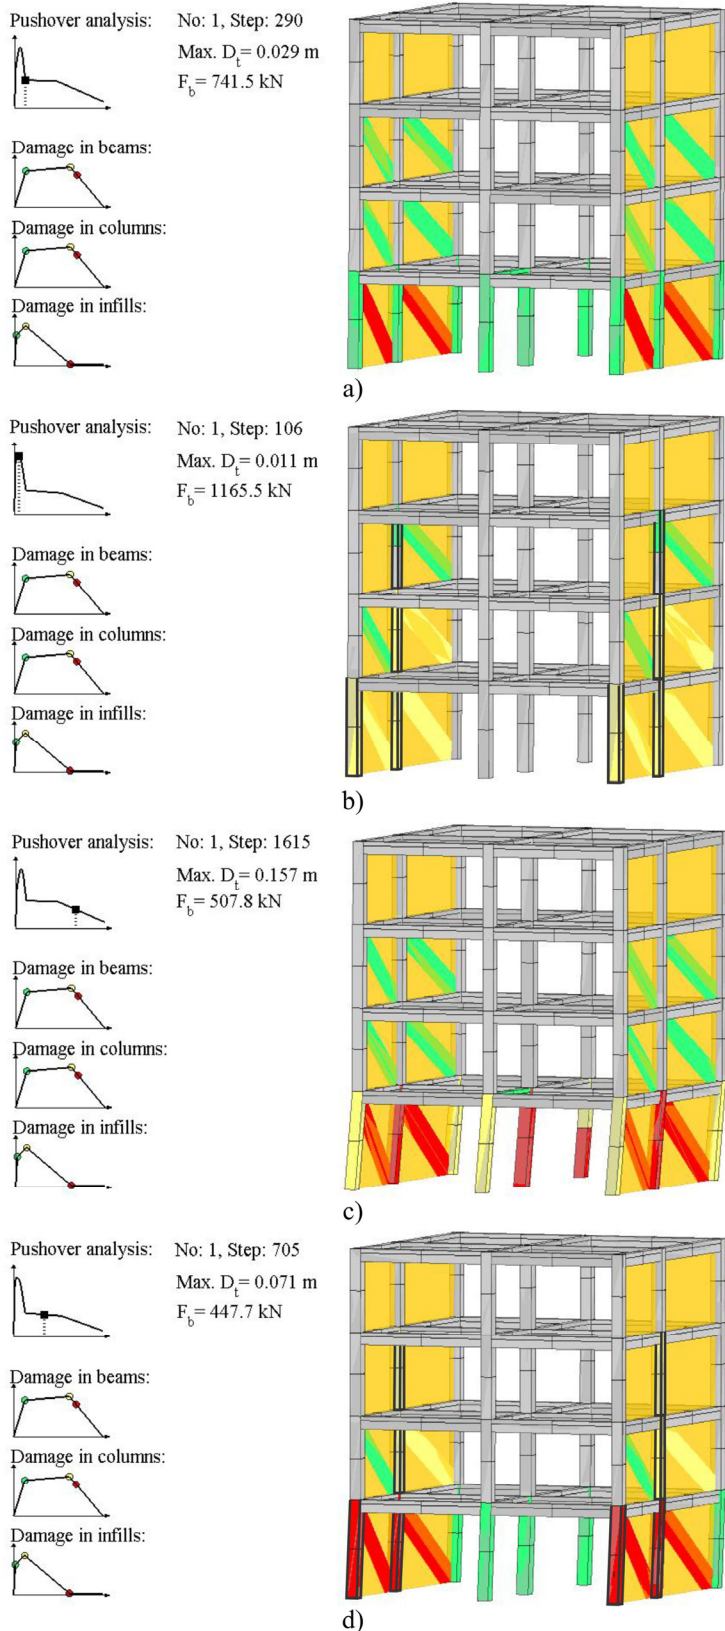 Pushover analysis: No: 1, Step: 290
Max. Dt= 0.029 m
Fb= 741.5 kN
Damage in beams:
Damage in columns:
Damage in infills:
a)
Pushover analysis: No: 1, Step: 106
Max. Dt= 0.011 m
Fb= 1165.5 kN
Damage in beams:
Damage in columns:
Damage in infills:
b)
Pushover analysis: No: 1, Step: 1615
Max. Dt= 0.157 m
Fb= 507.8 kN
Damage in beams:
Damage in columns:
Damage in infills:
c)
Pushover analysis: No: 1, Step: 705
Max. Dt= 0.071 m
Fb= 447.7 kN
Damage in beams:
Damage in columns:
Damage in infills:
d)